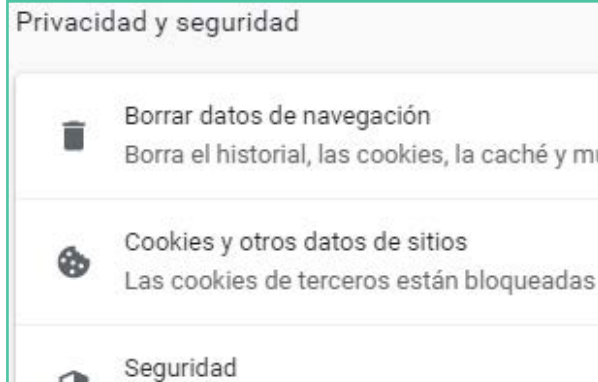 Privacidad y seguridad
Borrar datos de navegación
Borra el historial, las cookies, la caché y
Cookies y otros datos de sitios
Las cookies de terceros están bloqueadas
Seguridad